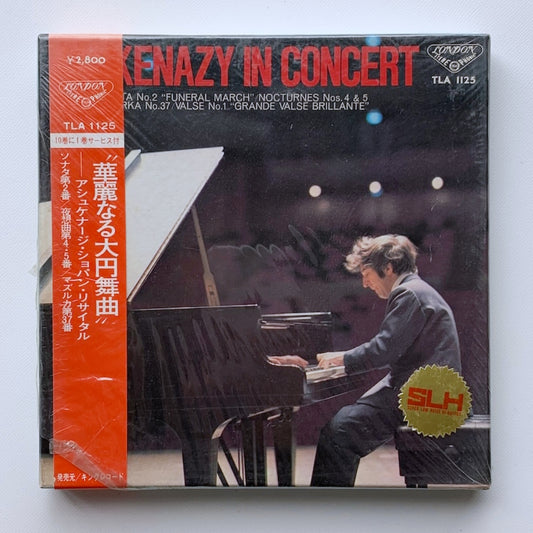 KENAZY IN CONCERT
TA No.2 "FUNERAL MARCH"/NOCTURNES Nos.4 & 5
RKA No.37/VALSE No.1."GRANDE VALSE BRILLANTE"
LONDON
TLA 1125
¥2,800
LONDON
TLA 1125
10巻に1巻サービス付
"華麗なる大円舞曲"
アシュケナージ・ショパン・リサイタル
ソナタ第2番/夜想曲第4・5番/マズルカ第37番
発売元/キングレコード
SLH